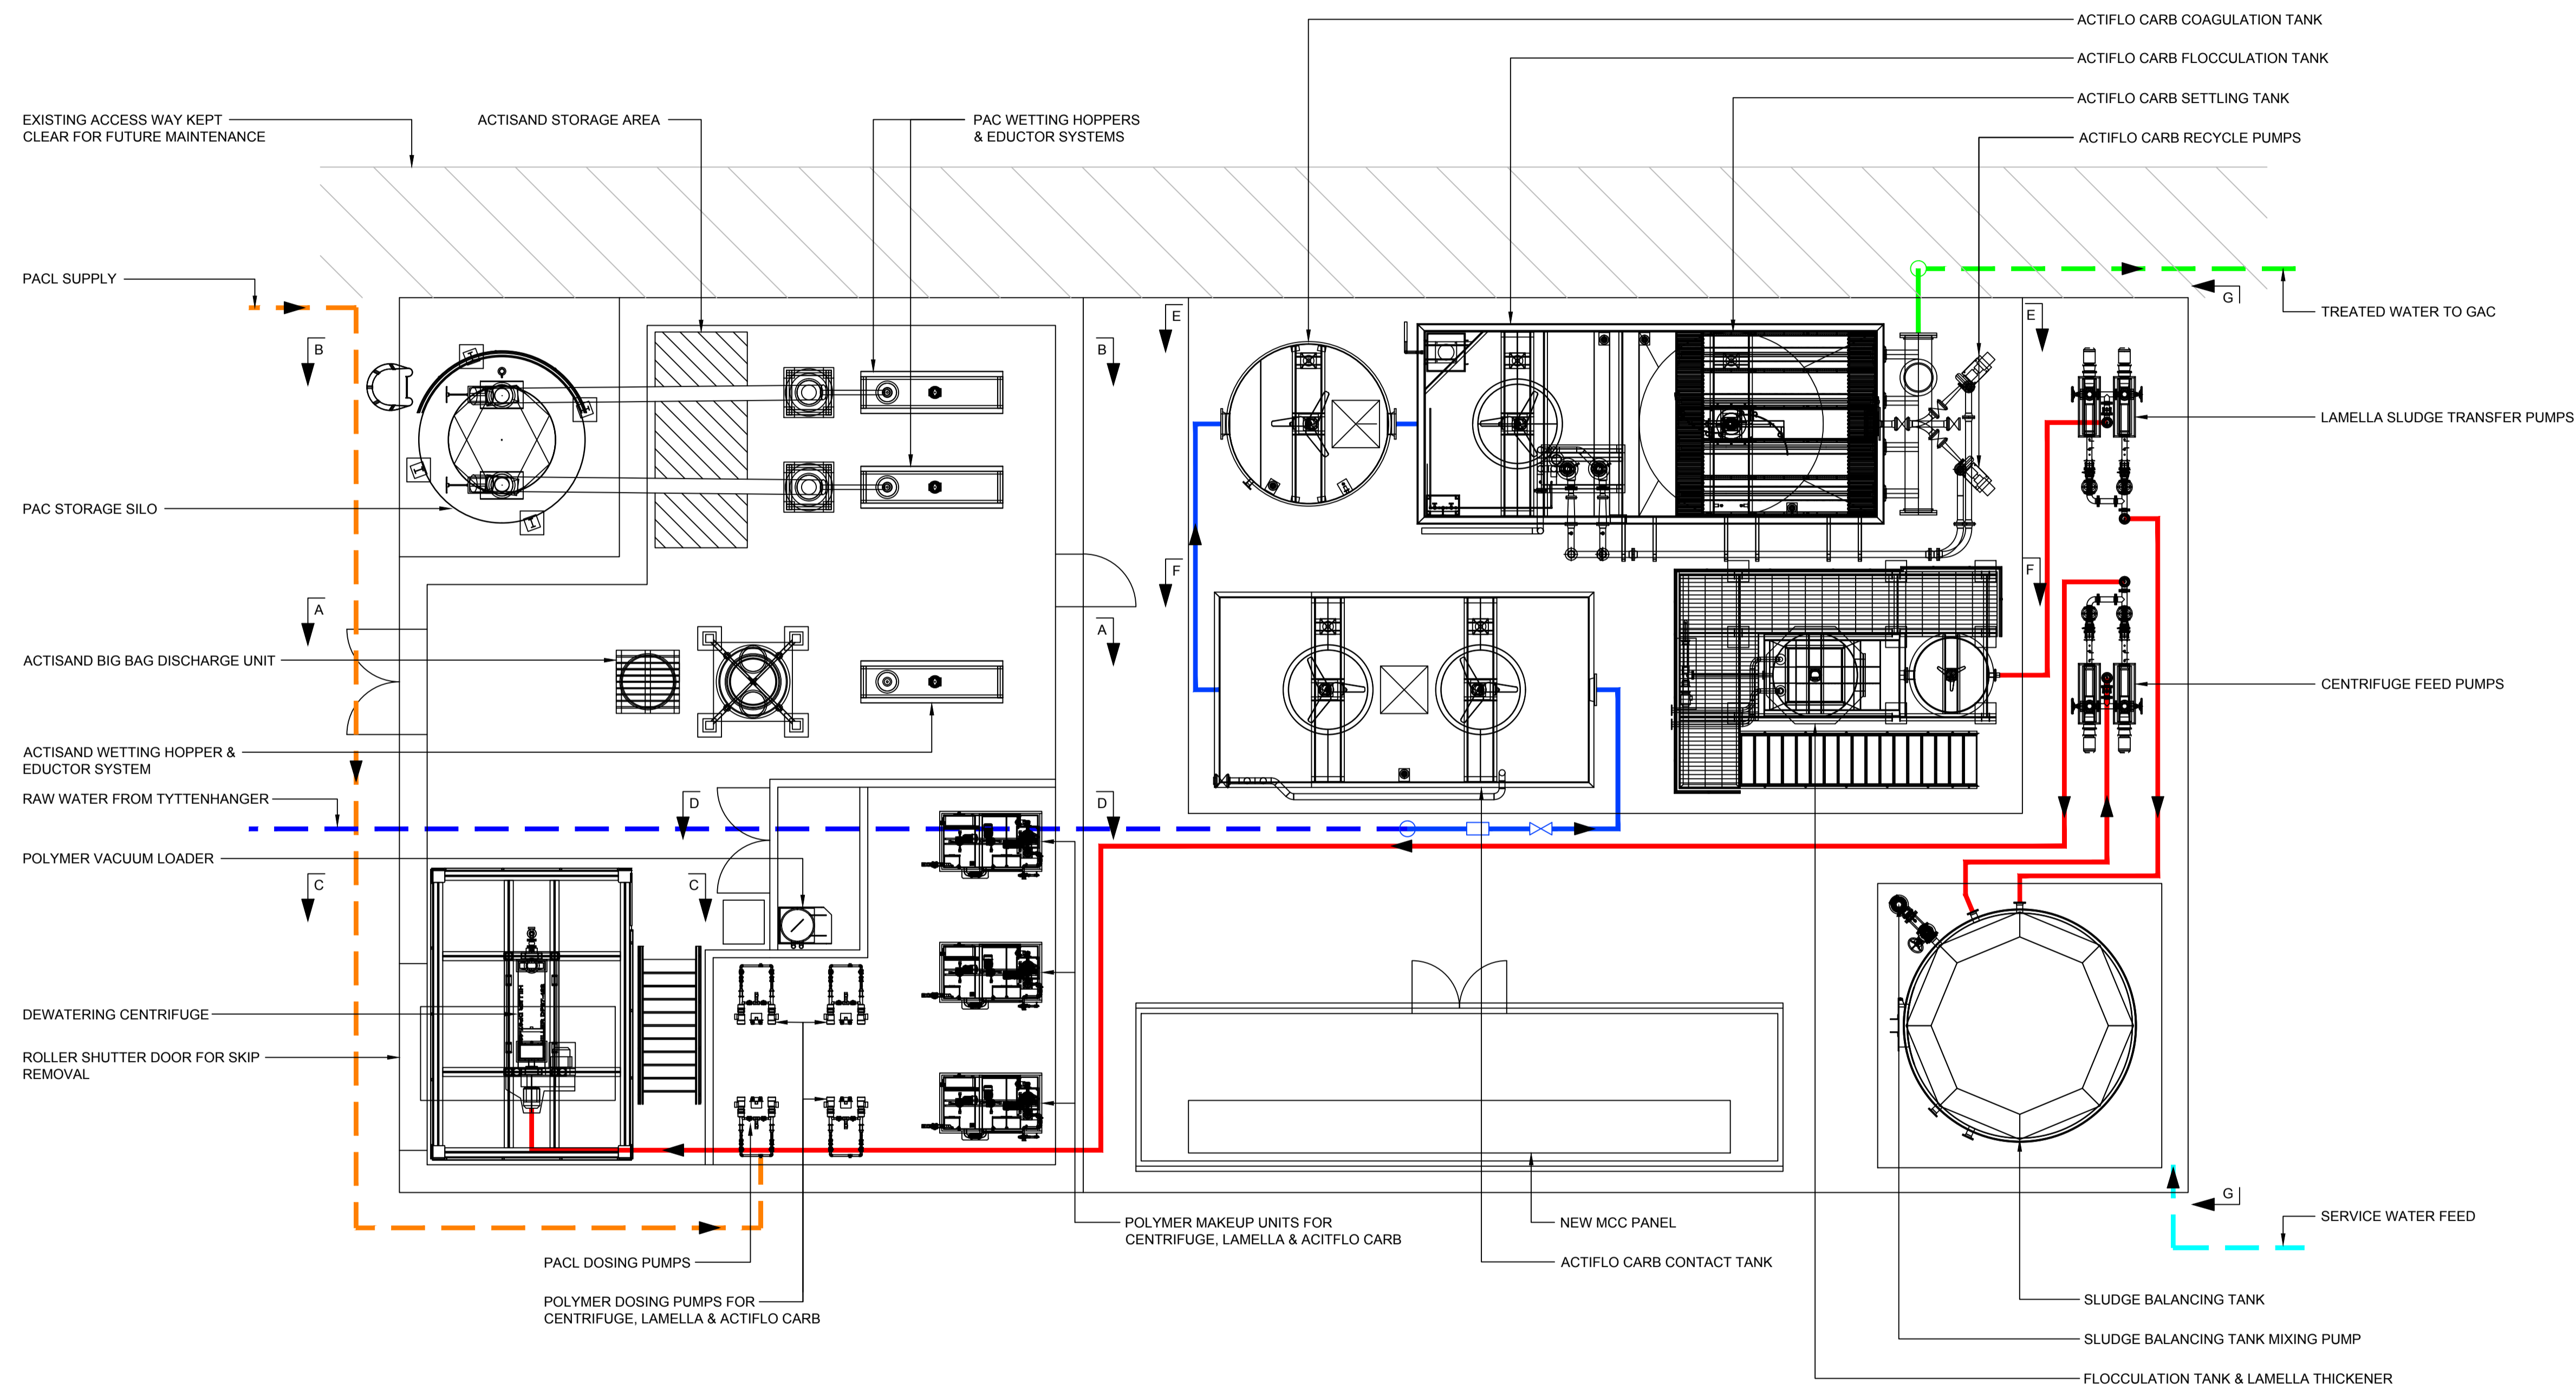 ACTIFLO CARB COAGULATION TANK
ACTIFLO CARB FLOCCULATION TANK
ACTIFLO CARB SETTLING TANK
ACTIFLO CARB RECYCLE PUMPS
EXISTING ACCESS WAY KEPT
CLEAR FOR FUTURE MAINTENANCE
ACTISAND STORAGE AREA
PAC WETTING HOPPERS
& EDUCTOR SYSTEMS
PACL SUPPLY
G
TREATED WATER TO GAC
E
E
B
B
LAMELLA SLUDGE TRANSFER PUMPS
PAC STORAGE SILO
F
F
A
A
ACTISAND BIG BAG DISCHARGE UNIT
CENTRIFUGE FEED PUMPS
ACTISAND WETTING HOPPER &
EDUCTOR SYSTEM
RAW WATER FROM TYTTENHANGER
D
D
POLYMER VACUUM LOADER
C
C
DEWATERING CENTRIFUGE
ROLLER SHUTTER DOOR FOR SKIP
REMOVAL
G
SERVICE WATER FEED
POLYMER MAKEUP UNITS FOR
CENTRIFUGE, LAMELLA & ACITFLO CARB
NEW MCC PANEL
PACL DOSING PUMPS
ACTIFLO CARB CONTACT TANK
POLYMER DOSING PUMPS FOR
CENTRIFUGE, LAMELLA & ACTIFLO CARB
SLUDGE BALANCING TANK
SLUDGE BALANCING TANK MIXING PUMP
FLOCCULATION TANK & LAMELLA THICKENER